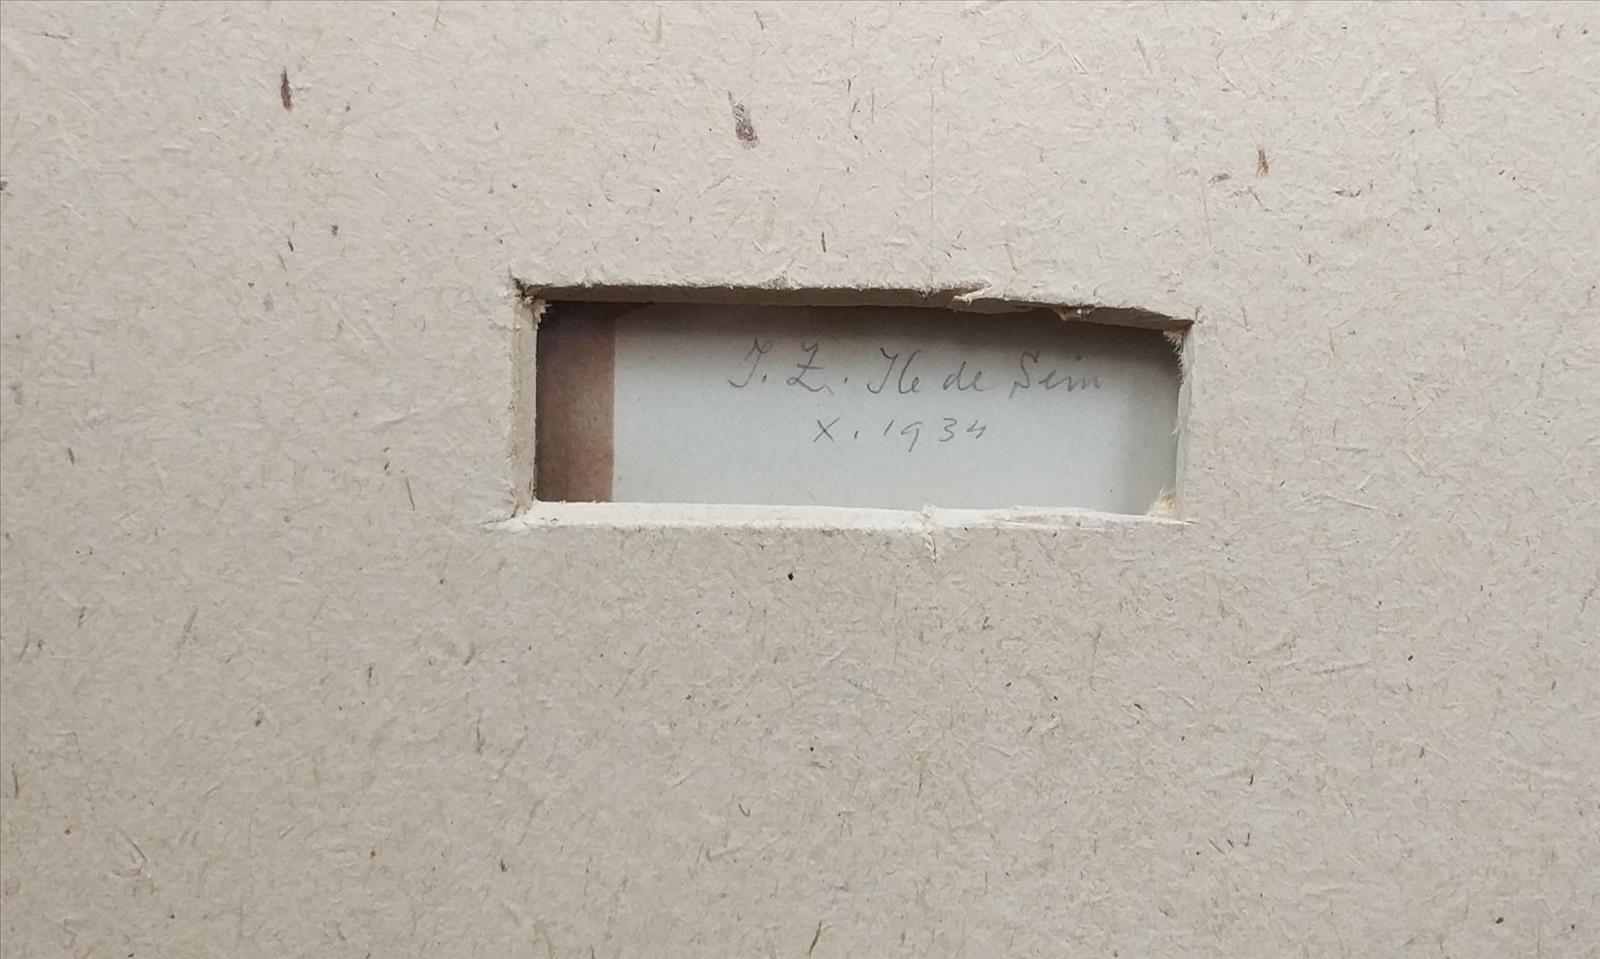 J. Z. Ile de Sein
X. 1934